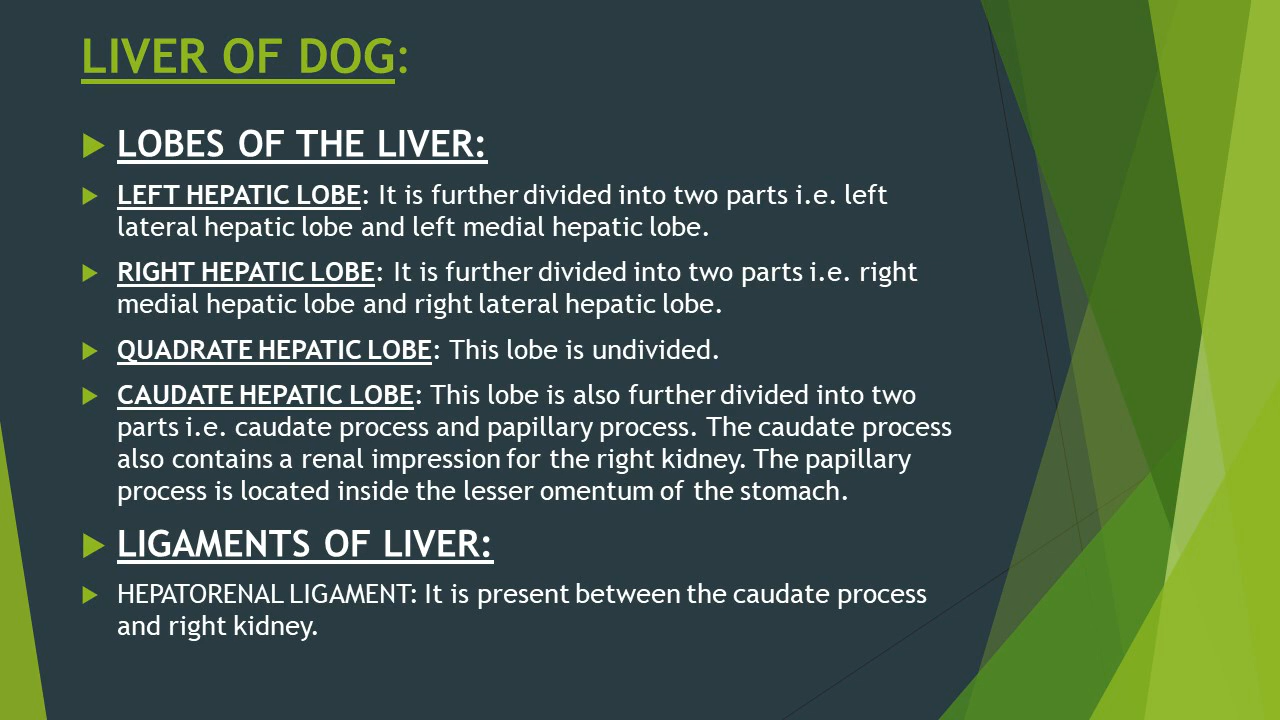 LIVER OF DOG:
LOBES OF THE LIVER:
LEFT HEPATIC LOBE: It is further divided into two parts i.e. left
lateral hepatic lobe and left medial hepatic lobe.
RIGHT HEPATIC LOBE: It is further divided into two parts i.e. right
medial hepatic lobe and right lateral hepatic lobe.
QUADRATE HEPATIC LOBE: This lobe is undivided.
CAUDATE HEPATIC LOBE: This lobe is also further divided into two
parts i.e. caudate process and papillary process. The caudate process
also contains a renal impression for the right kidney. The papillary
process is located inside the lesser omentum of the stomach.
LIGAMENTS OF LIVER:
HEPATORENAL LIGAMENT: It is present between the caudate process
and right kidney.